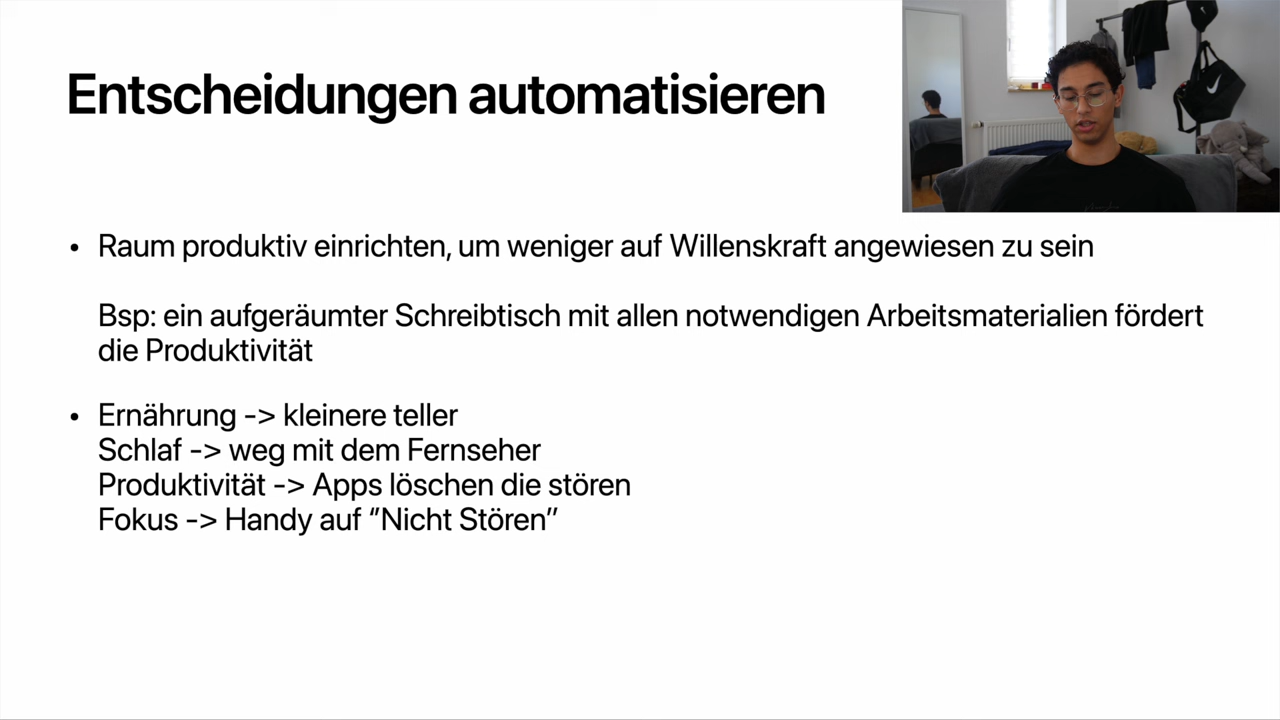 Entscheidungen automatisieren
• Raum produktiv einrichten, um weniger auf Willenskraft angewiesen zu sein
Bsp: ein aufgeräumter Schreibtisch mit allen notwendigen Arbeitsmaterialien fördert
die Produktivität
• Ernährung -> kleinere teller
Schlaf -> weg mit dem Fernseher
Produktivität -> Apps löschen die stören
Fokus -> Handy auf “Nicht Stören”